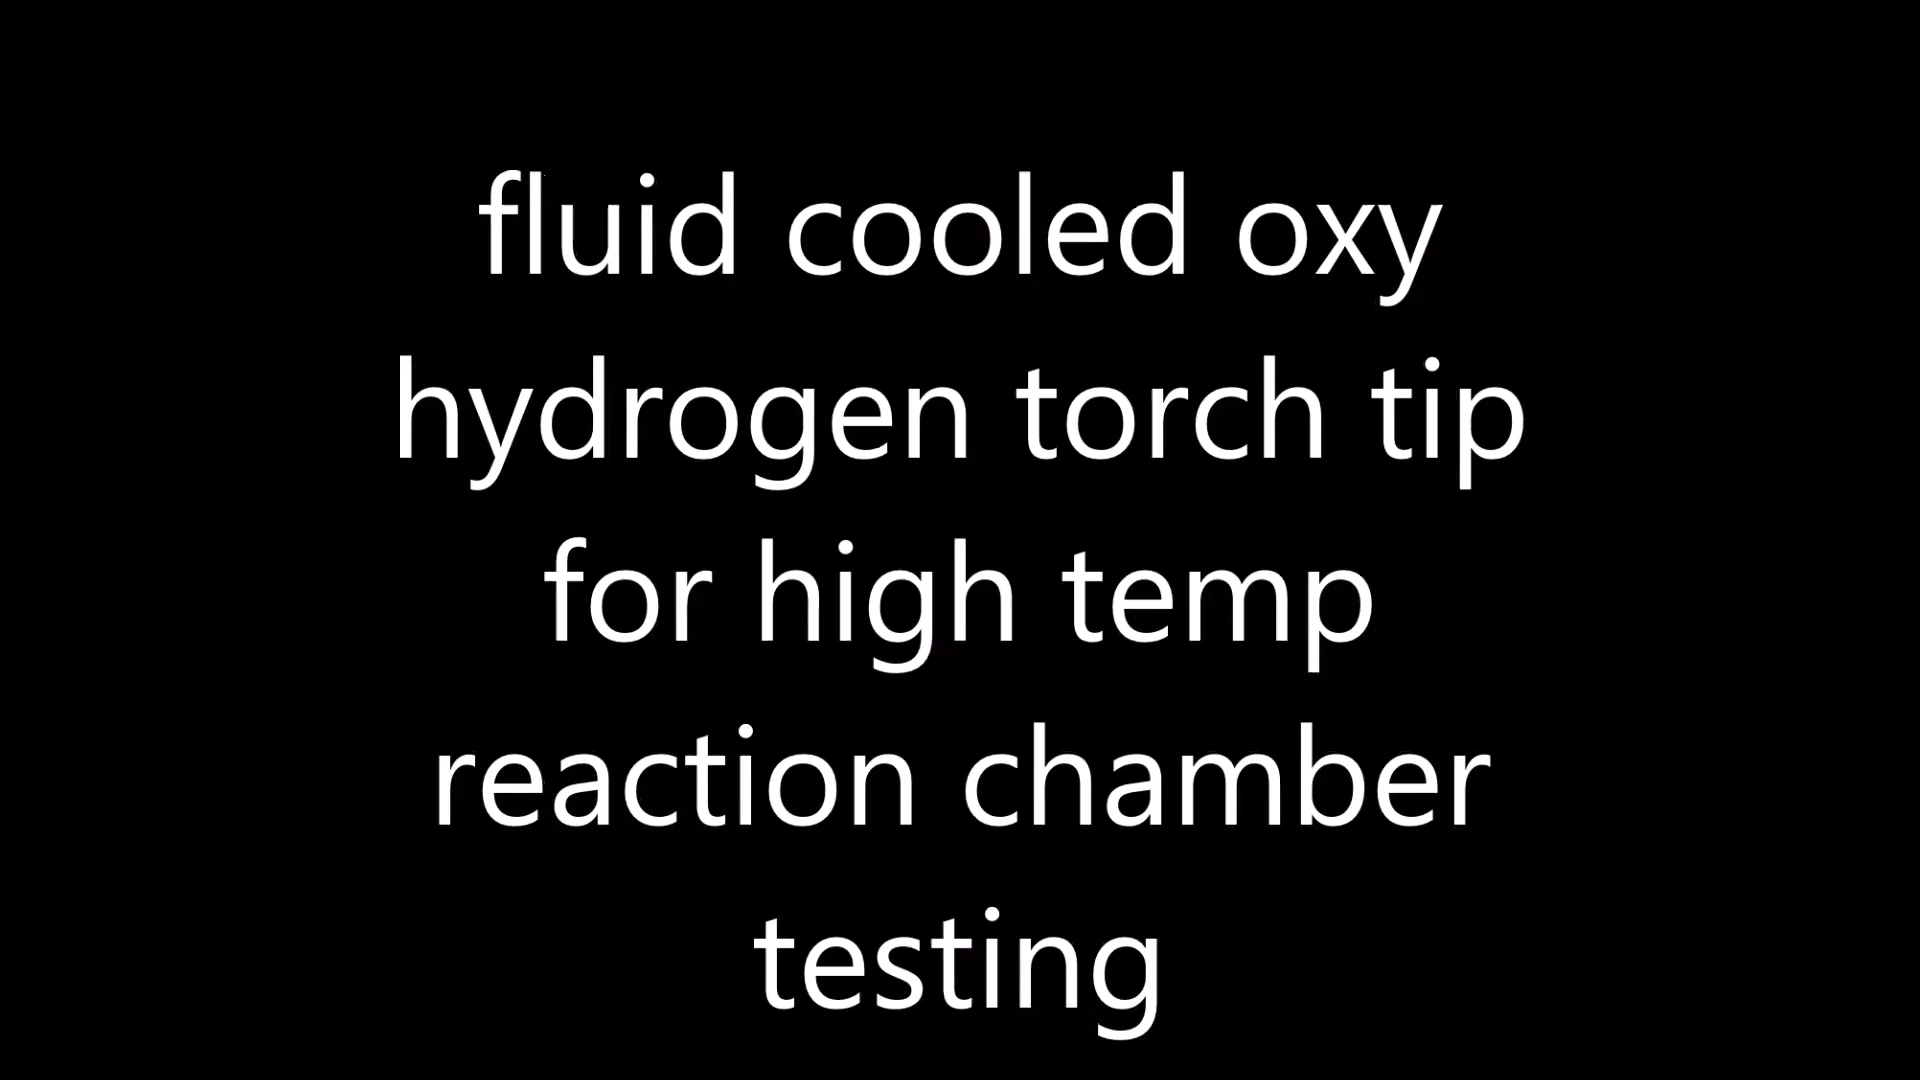 fluid cooled oxy
hydrogen torch tip
for high temp
reaction chamber
testing